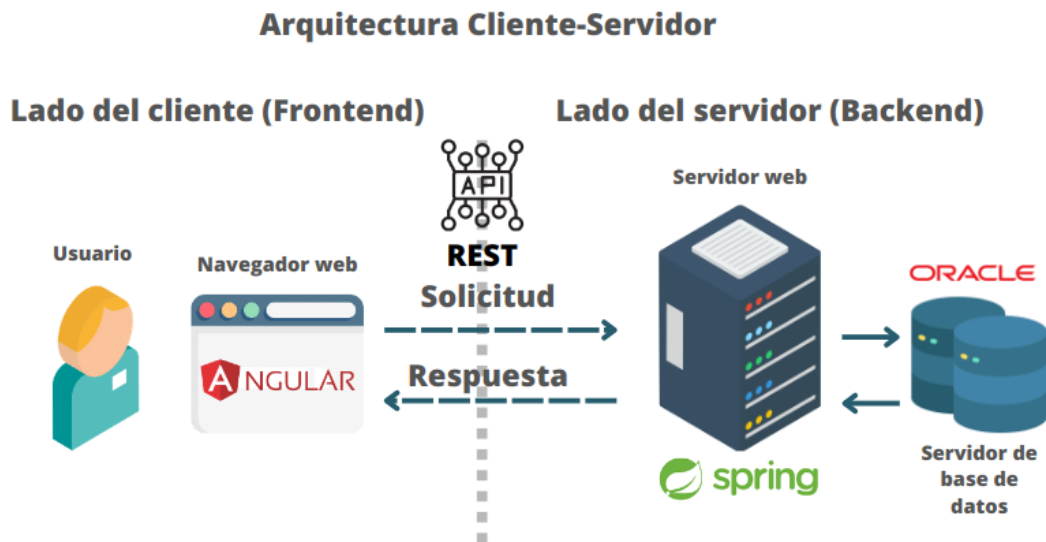 Arquitectura Cliente-Servidor
Lado del cliente (Frontend)
Lado del servidor (Backend)
API
REST
Servidor web
Usuario
Navegador web
Solicitud
ORACLE
ANGULAR
Respuesta
spring
Servidor de
base de
datos